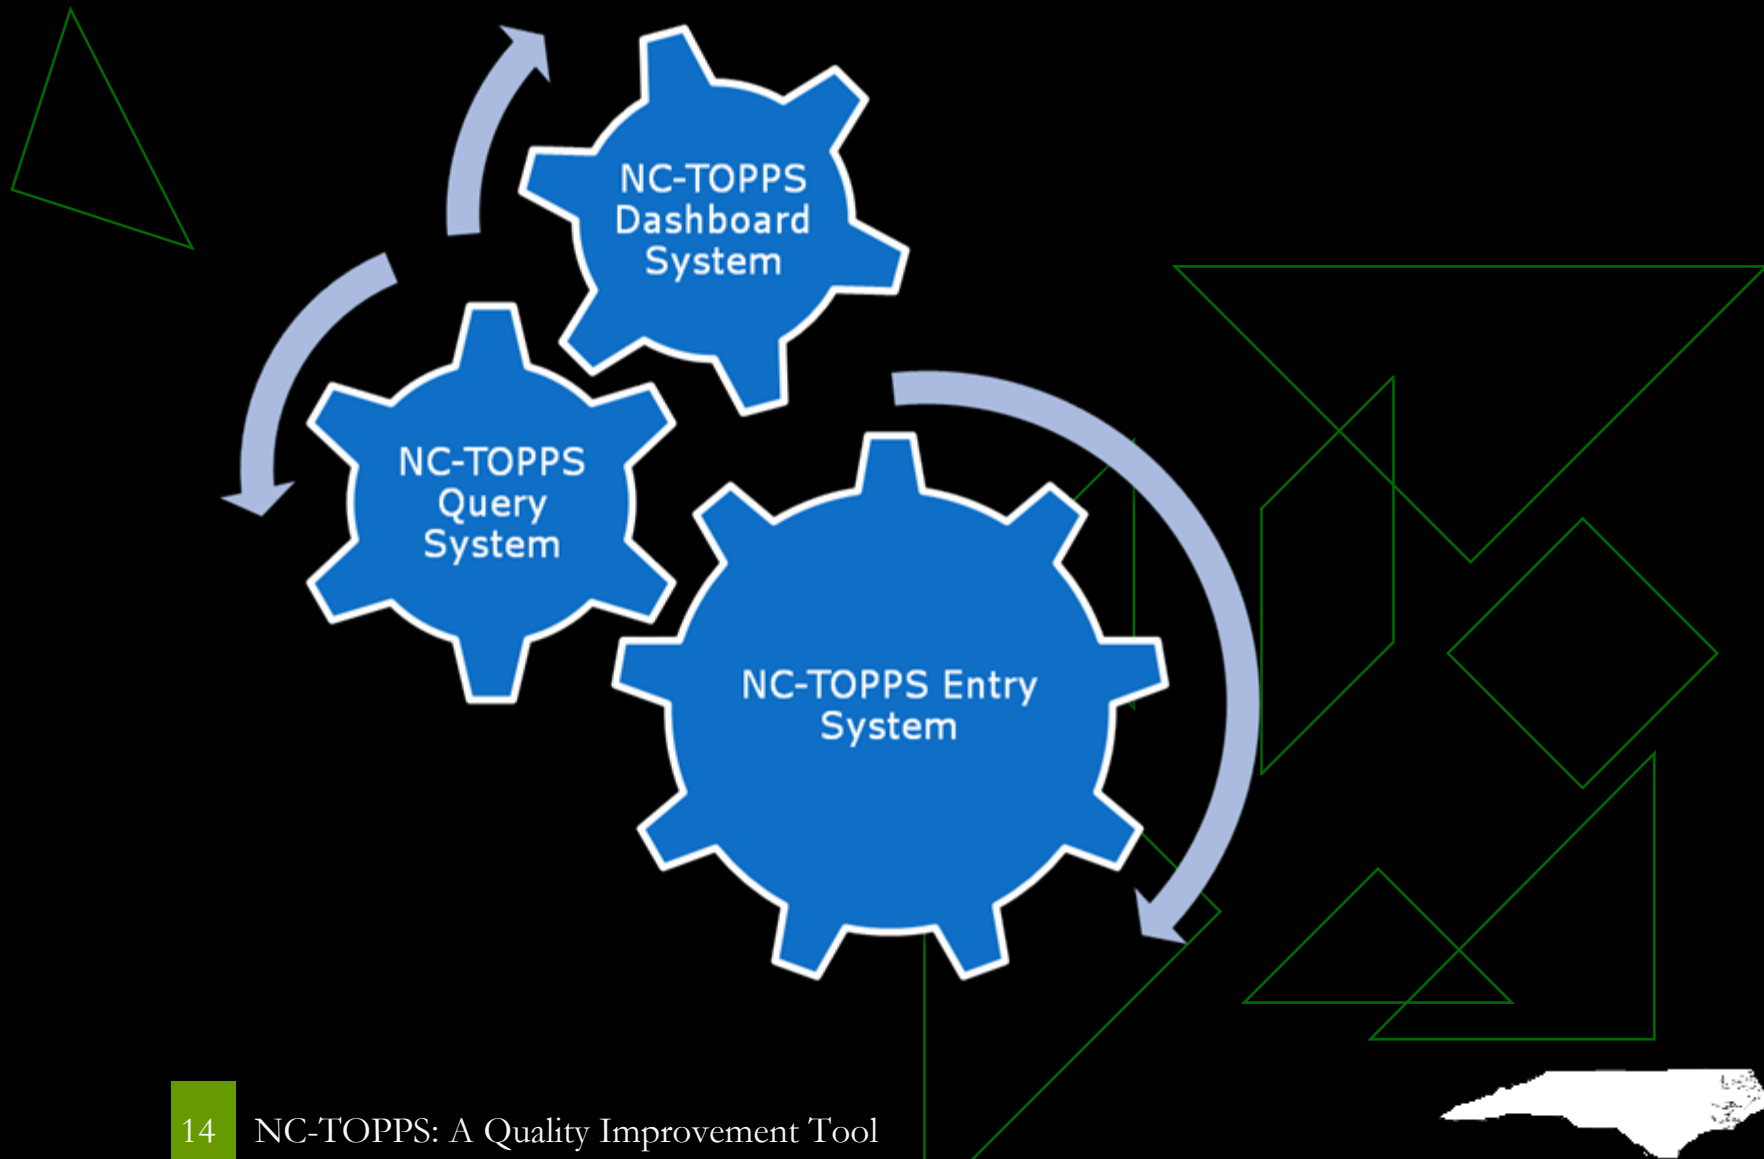 NC-TOPPS
Dashboard
System
NC-TOPPS
Query
System
NC-TOPPS Entry
System
14 NC-TOPPS: A Quality Improvement Tool